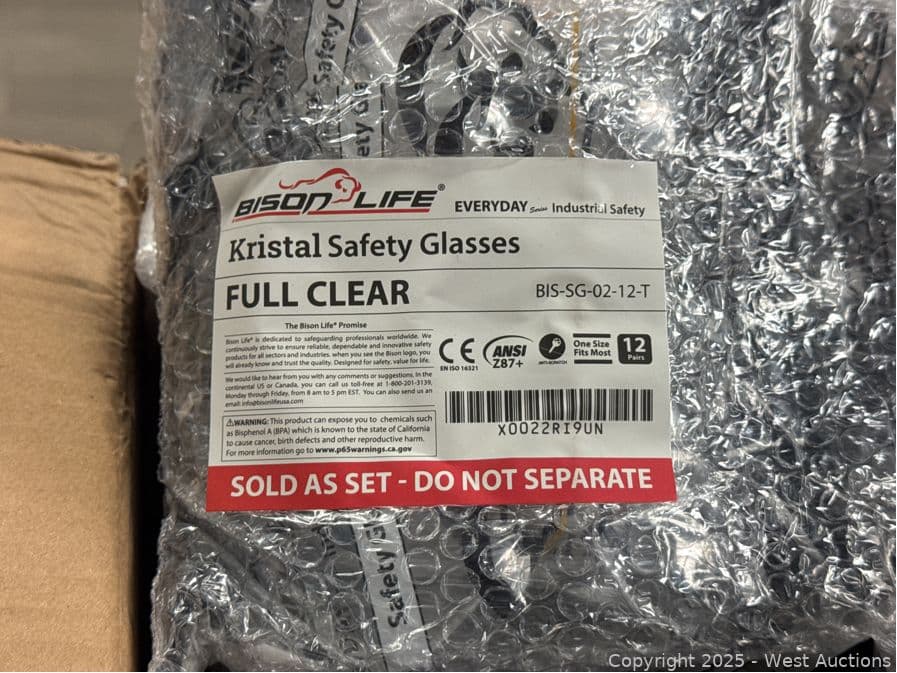 Safety G
ety Gl
BISON LIFE®
EVERYDAY Series Industrial Safety
Kristal Safety Glasses
FULL CLEAR
BIS-SG-02-12-T
The Bison Life® Promise
Bison Life® is dedicated to safeguarding professionals worldwide. We
continuously strive to ensure reliable, dependable and innovative safety
products for all sectors and industries. when you see the Bison logo, you
will already know and trust the quality. Designed for safety, value for life.
We would like to hear from you with any comments or suggestions. In the
continental US or Canada, you can call us toll-free at 1-800-201-3139,
Monday through Friday, from 8 am to 5 pm EST. You can also send us an
email: info@bisonlifeusa.com
CE
EN ISO 16321
ANSI
Z87+
ANTI-SCRATCH
One Size
Fits Most
12
Pairs
⚠WARNING: This product can expose you to chemicals such
as Bisphenol A (BPA) which is known to the state of California
to cause cancer, birth defects and other reproductive harm.
For more information go to www.p65warnings.ca.gov
X0022RI9UN
SOLD AS SET - DO NOT SEPARATE
Safety Gl
Copyright 2025 - West Auctions